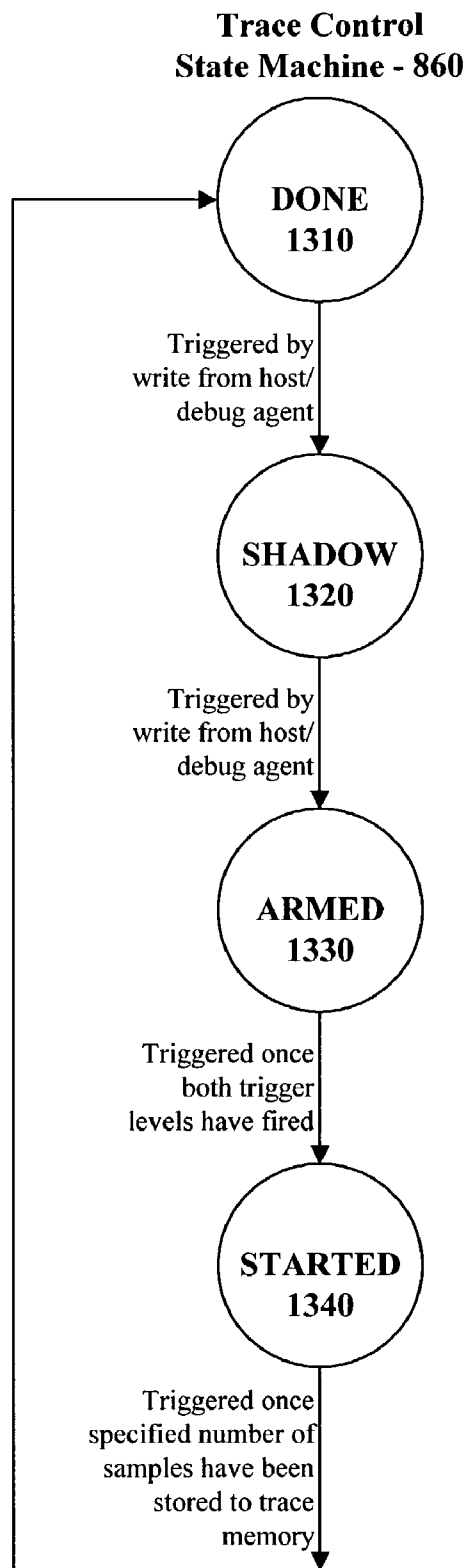 Trace Control
State Machine - 860
DONE
1310
Triggered by
write from host/
debug agent
SHADOW
1320
Triggered by
write from host/
debug agent
ARMED
1330
Triggered once
both trigger
levels have fired
STARTED
1340
Triggered once
specified number of
samples have been
stored to trace
memory